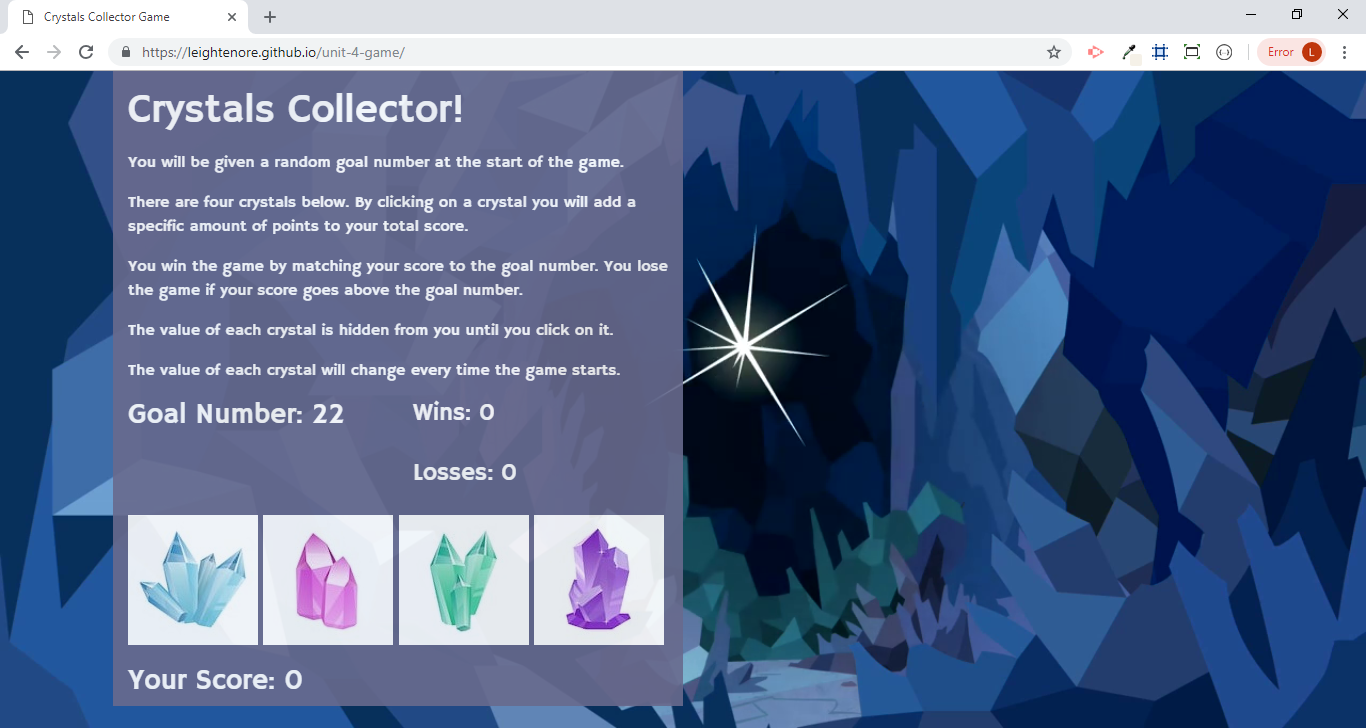 Crystals Collector Game
https://leightenore.github.io/unit-4-game/
Error L
Crystals Collector!
You will be given a random goal number at the start of the game.
There are four crystals below. By clicking on a crystal you will add a
specific amount of points to your total score.
You win the game by matching your score to the goal number. You lose
the game if your score goes above the goal number.
The value of each crystal is hidden from you until you click on it.
The value of each crystal will change every time the game starts.
Goal Number: 22
Wins: 0
Losses: 0
Your Score: 0